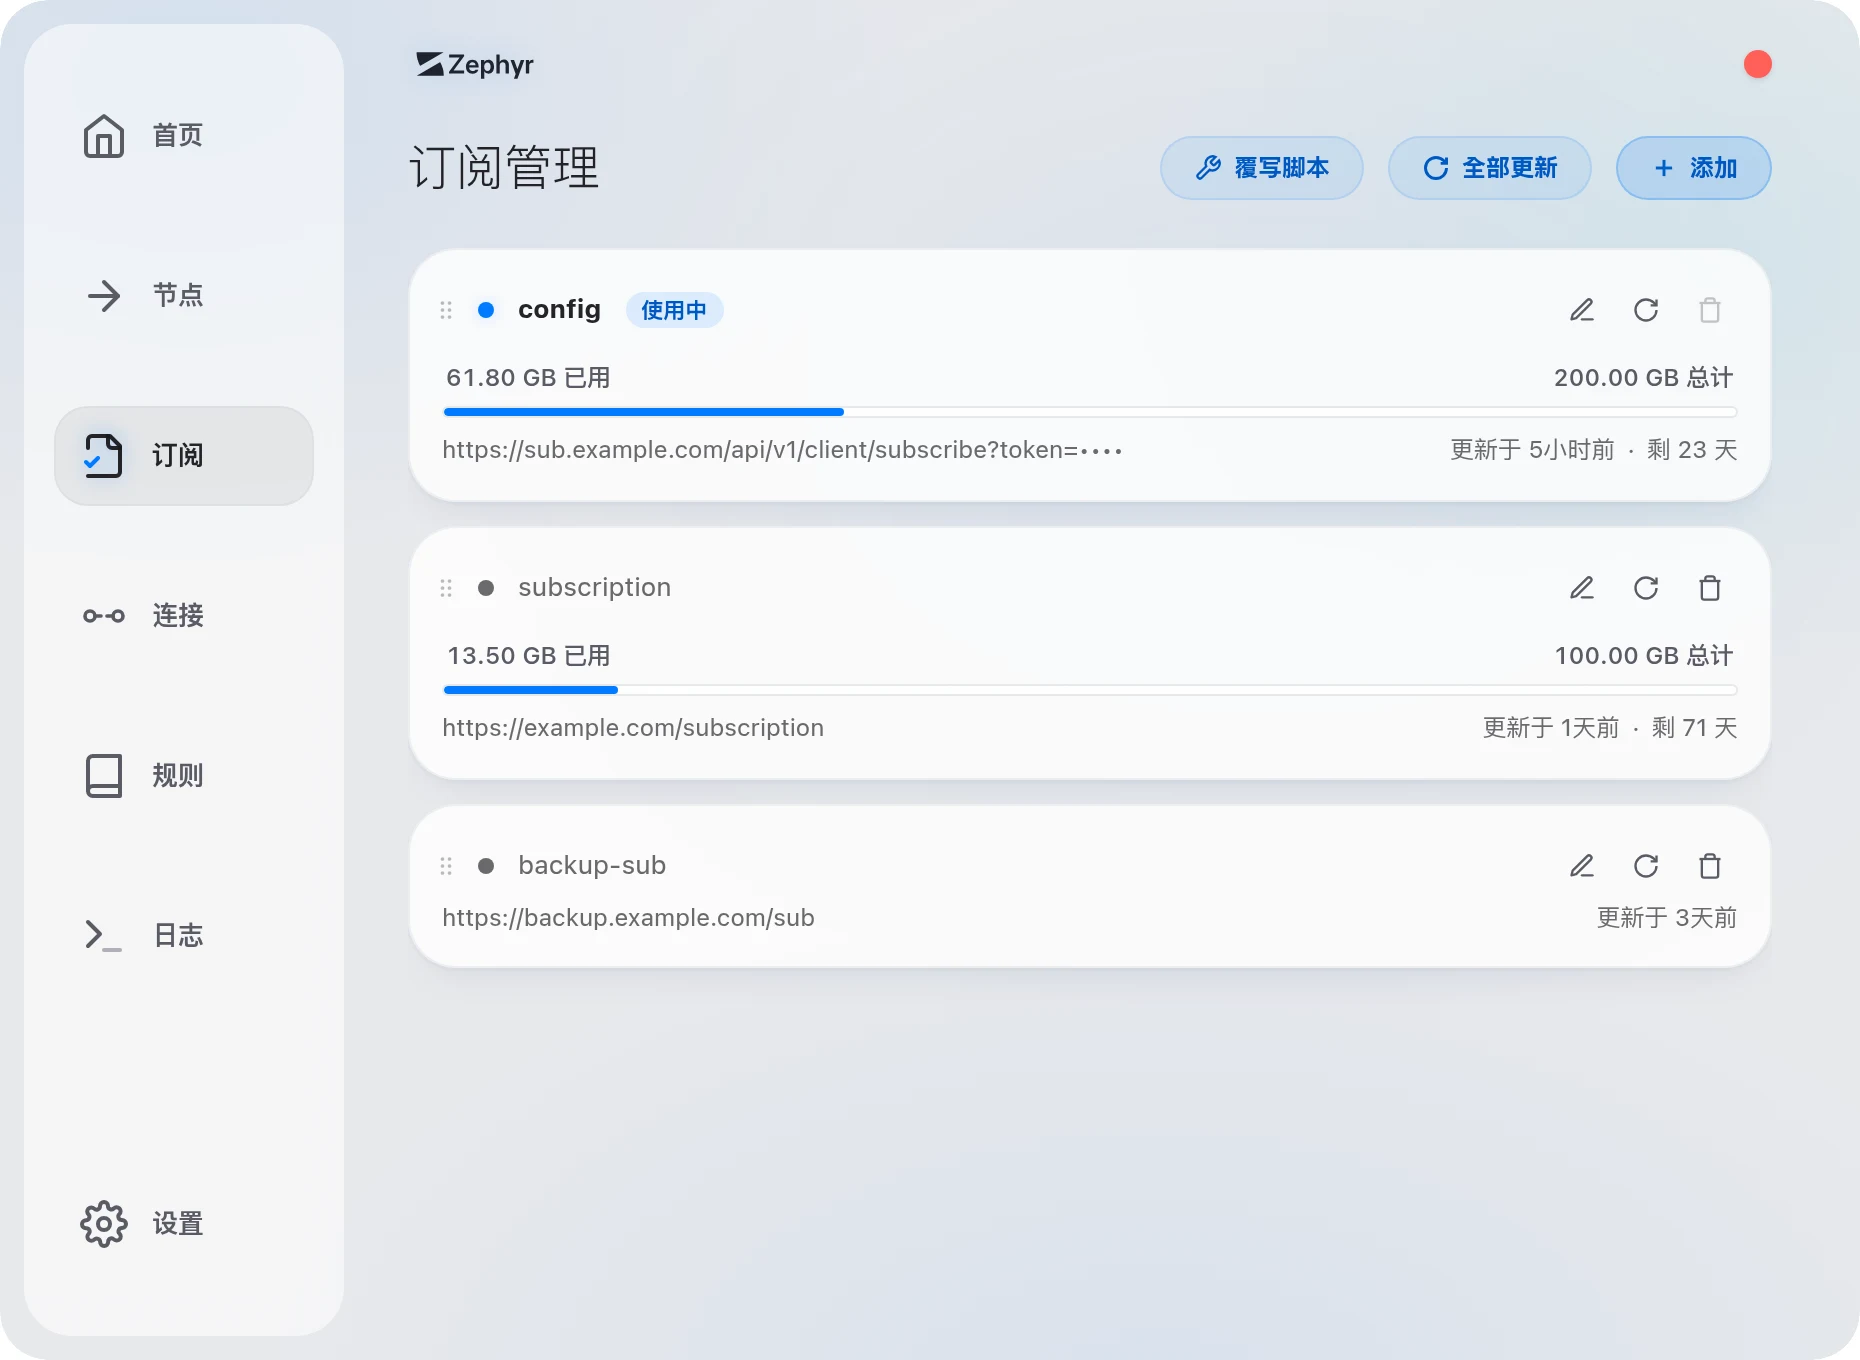 Zephyr
首页
节点
订阅
连接
规则
日志
设置
订阅管理
覆写脚本
全部更新
添加
config 使用中
61.80 GB 已用 200.00 GB 总计
https://sub.example.com/api/v1/client/subscribe?token=•••• 更新于 5小时前 · 剩 23 天
subscription
13.50 GB 已用 100.00 GB 总计
https://example.com/subscription 更新于 1天前 · 剩 71 天
backup-sub
https://backup.example.com/sub 更新于 3天前